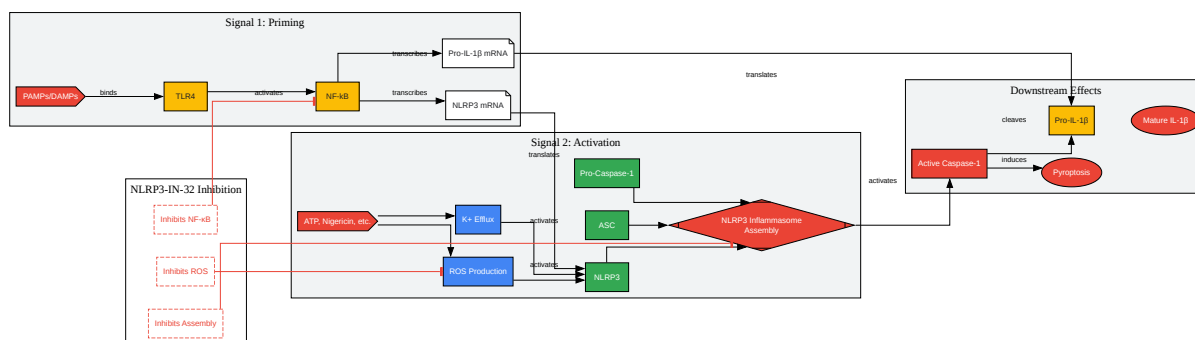 Signal 1: Priming
PAMPs/DAMPs
binds
TLR4
activates
NF-kB
transcribes
Pro-IL-1β mRNA
transcribes
NLRP3 mRNA
translates
translates
Signal 2: Activation
Pro-Caspase-1
ATP, Nigericin, etc.
K+ Efflux
activates
ASC
NLRP3 Inflammasome
Assembly
ROS Production
activates
NLRP3
activates
NLRP3-IN-32 Inhibition
Inhibits NF-κB
Inhibits ROS
Inhibits Assembly
Downstream Effects
cleaves
Pro-IL-1β
Mature IL-1β
Active Caspase-1
induces
Pyroptosis